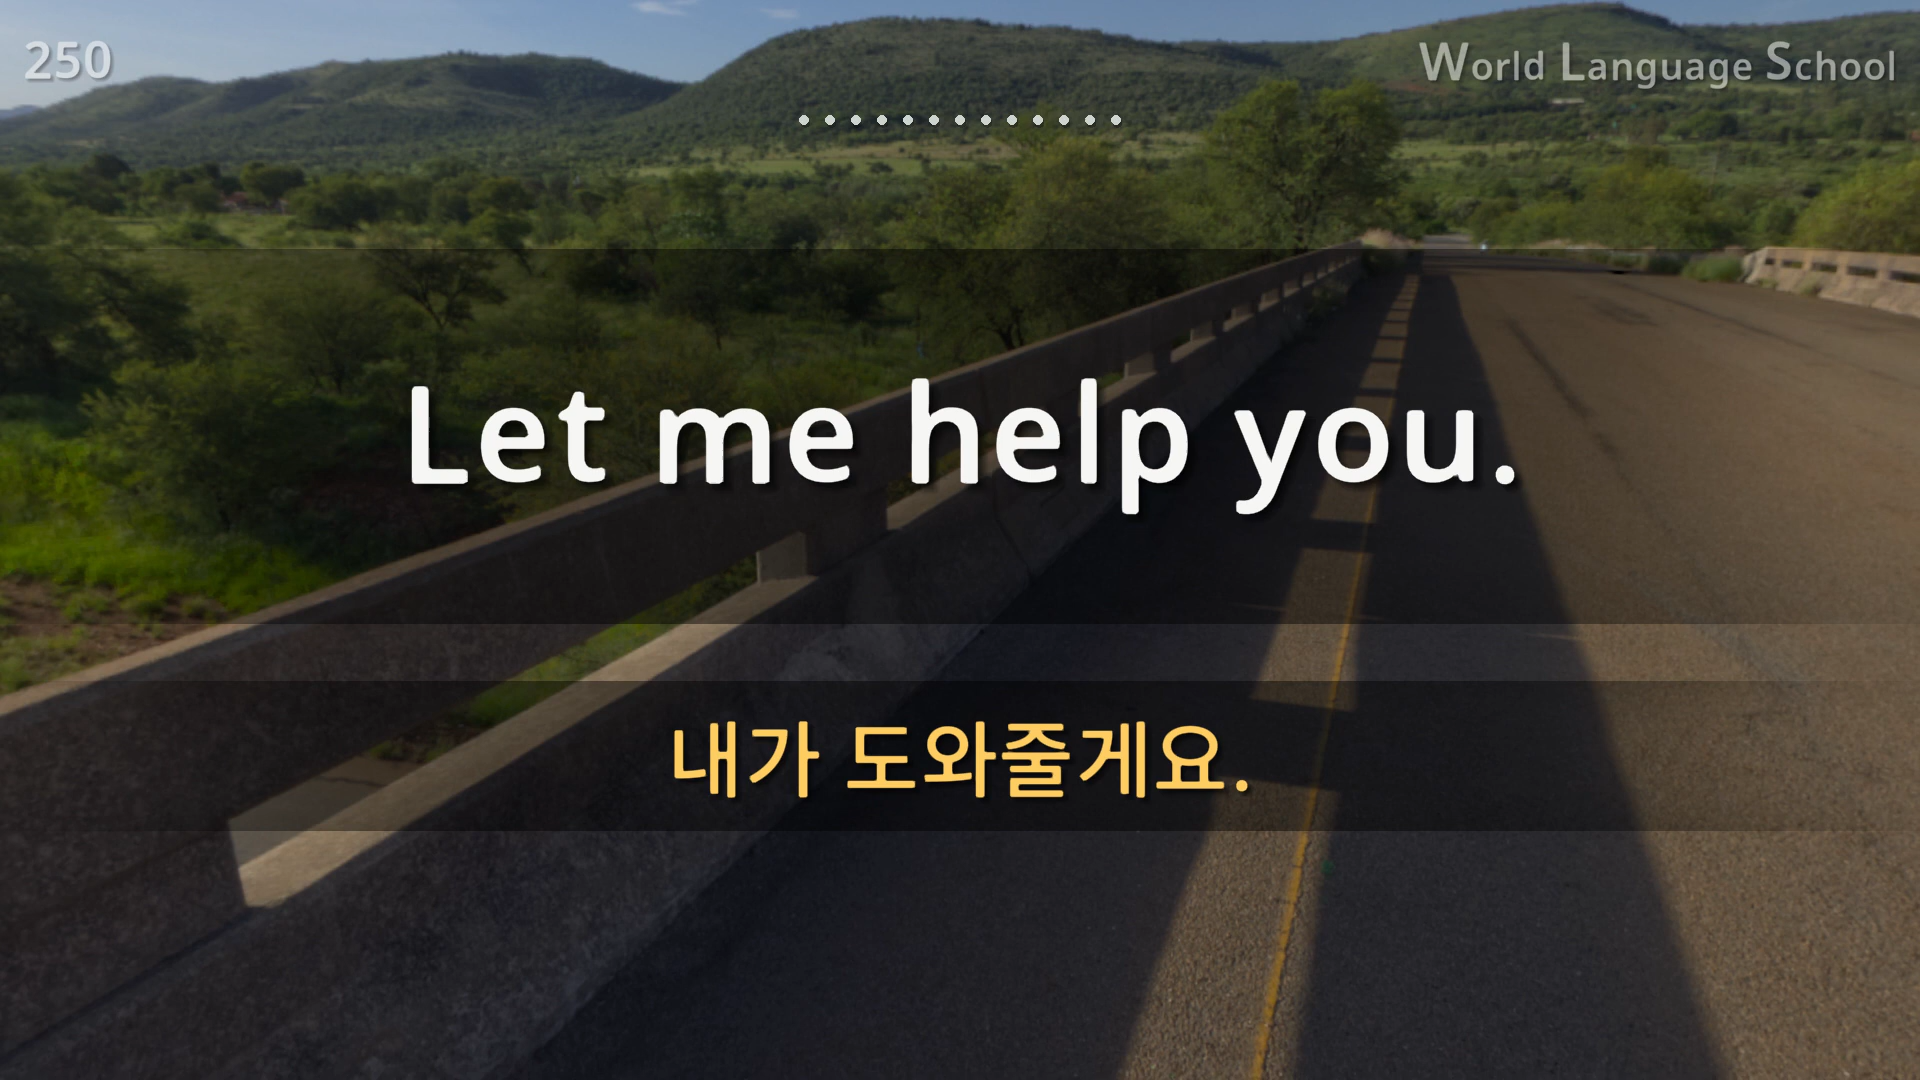 250
World Language School
Let me help you.
내가 도와줄게요.